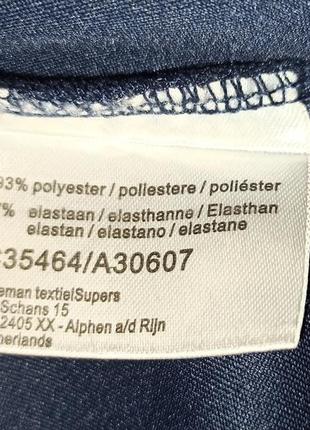 93% polyester / poliestere / poliéster
7% elastaan / elasthanne / Elasthan
elastan / elastano / elastane
35464/A30607
eman textielSupers
Schans 15
2405 XX - Alphen a/d Rijn
herlands